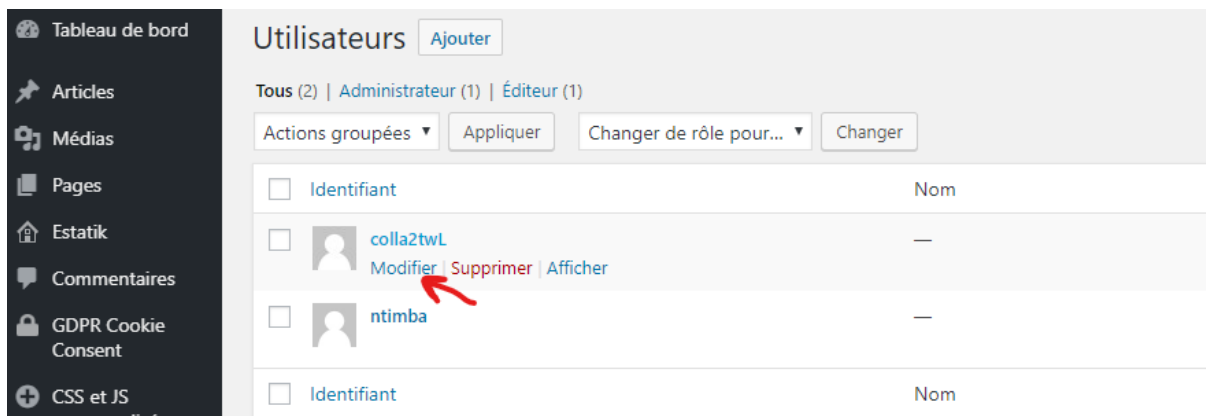 Tableau de bord
Articles
Médias
Pages
Estatik
Commentaires
GDPR Cookie
Consent
CSS et JS
Utilisateurs Ajouter
Tous (2) | Administrateur (1) | Éditeur (1)
Actions groupées Appliquer Changer de rôle pour... Changer
Identifiant Nom
colla2twL —
Modifier | Supprimer | Afficher
ntimba —
Identifiant Nom